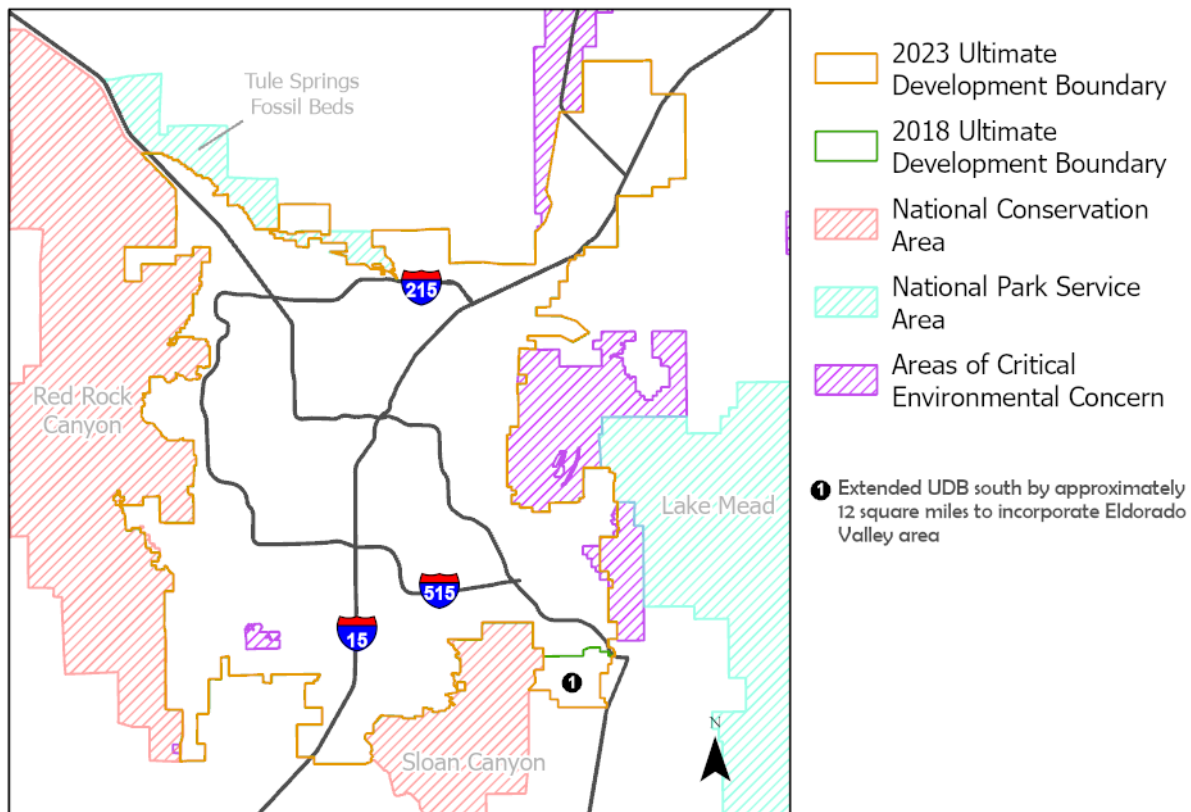 Tule Springs
Fossil Beds
215
Red Rock
Canyon
Lake Mead
515
15
1
Sloan Canyon
N
2023 Ultimate
Development Boundary
2018 Ultimate
Development Boundary
National Conservation
Area
National Park Service
Area
Areas of Critical
Environmental Concern
1 Extended UDB south by approximately
12 square miles to incorporate Eldorado
Valley area